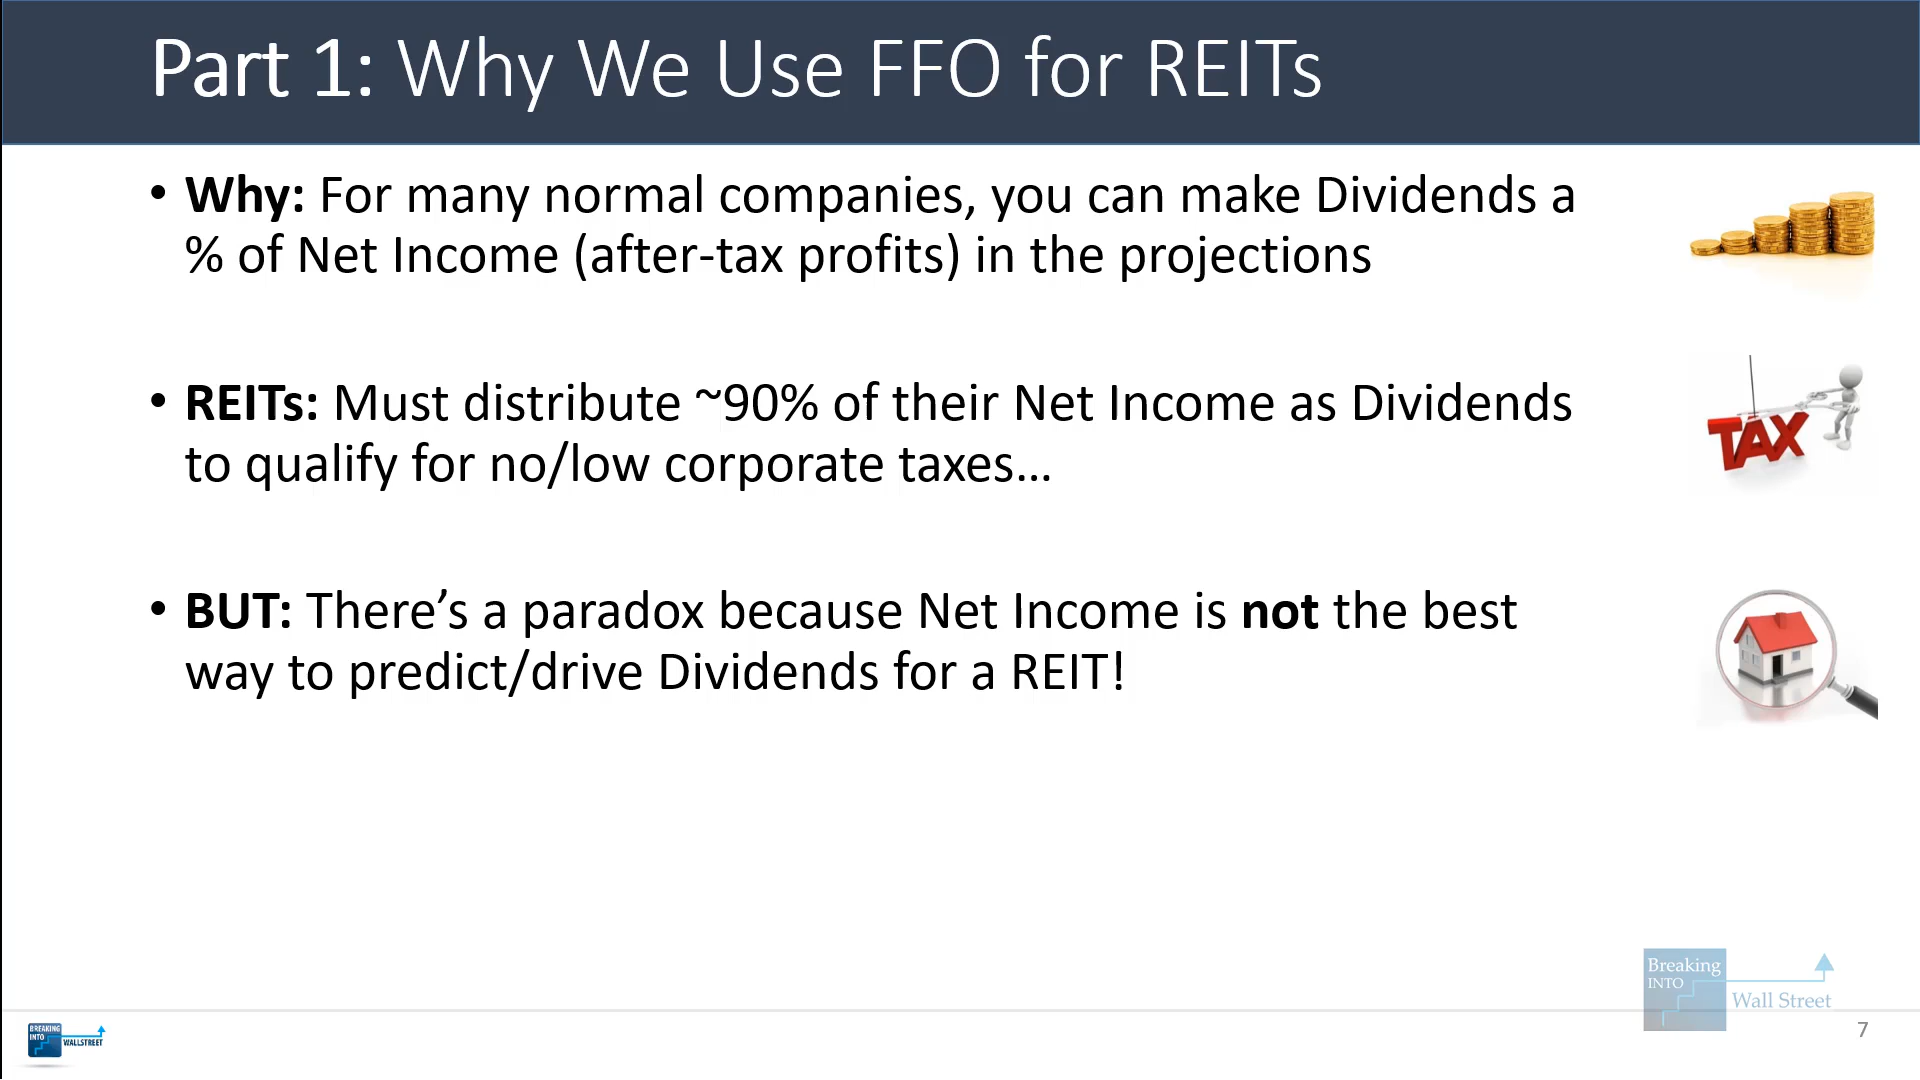 Part 1: Why We Use FFO for REITs
• Why: For many normal companies, you can make Dividends a
% of Net Income (after-tax profits) in the projections
• REITs: Must distribute ~90% of their Net Income as Dividends
to qualify for no/low corporate taxes…
TAX
• BUT: There’s a paradox because Net Income is not the best
way to predict/drive Dividends for a REIT!
Breaking
INTO
Wall Street
BREAKING
INTO
WALLSTREET
7